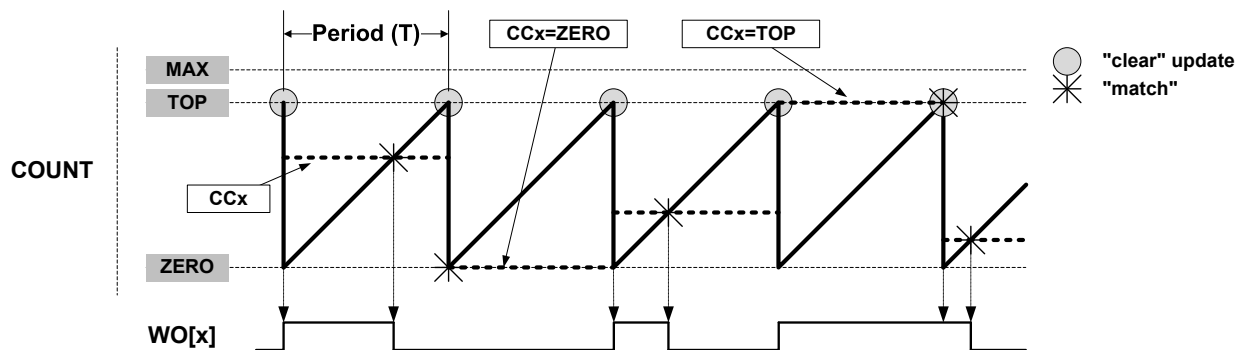 Period (T)
CCx=ZERO
CCx=TOP
"clear" update
"match"
MAX
TOP
COUNT
CCx
ZERO
WO[x]